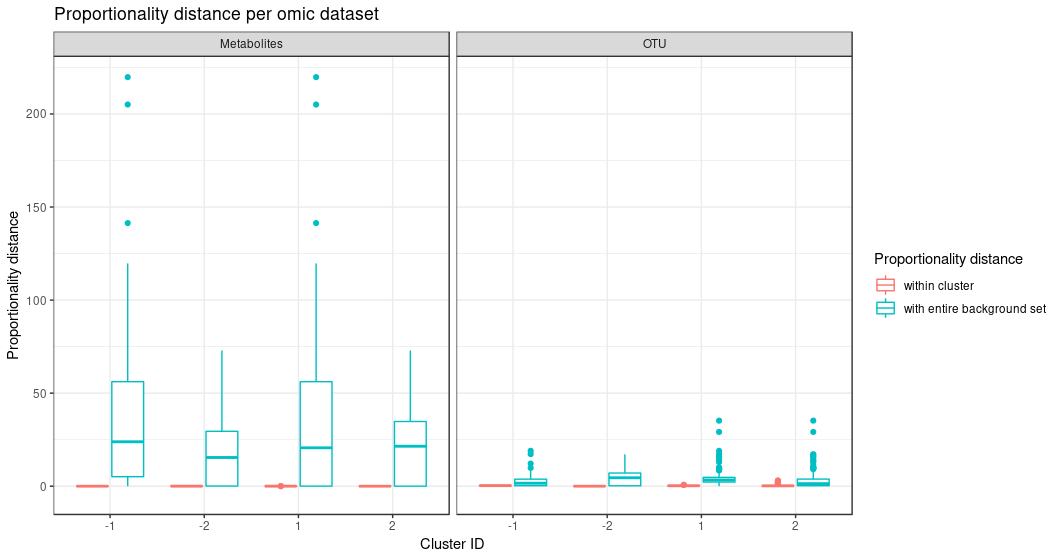 Proportionality distance per omic dataset
Metabolites
OTU
Proportionality distance
200
150
100
50
0
-1 -2 1 2
-1 -2 1 2
Cluster ID
Proportionality distance
within cluster
with entire background set